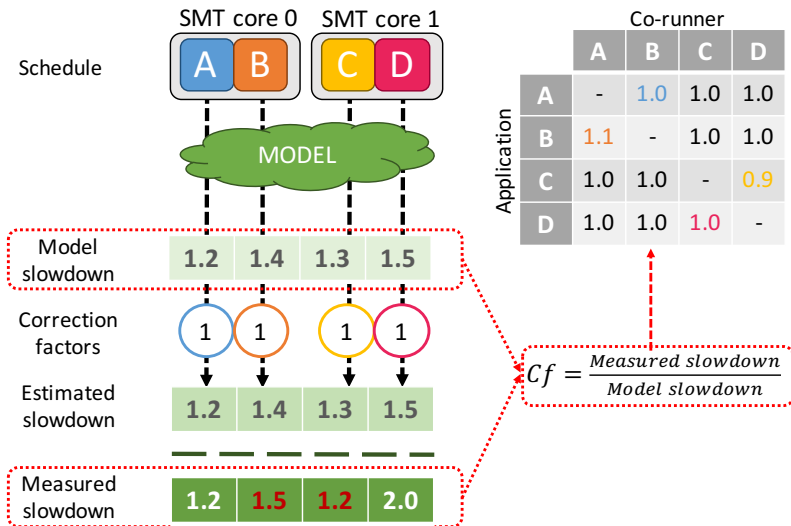 SMT core 0 SMT core 1
Schedule
A B C D
MODEL
Model
slowdown
1.2 1.4 1.3 1.5
Correction
factors
1 1 1 1
Estimated
slowdown
1.2 1.4 1.3 1.5
Measured
slowdown
1.2 1.5 1.2 2.0
Co-runner
Application
A B C D
A - 1.0 1.0 1.0
B 1.1 - 1.0 1.0
C 1.0 1.0 - 0.9
D 1.0 1.0 1.0 -
Cf = Measured slowdown
Model slowdown